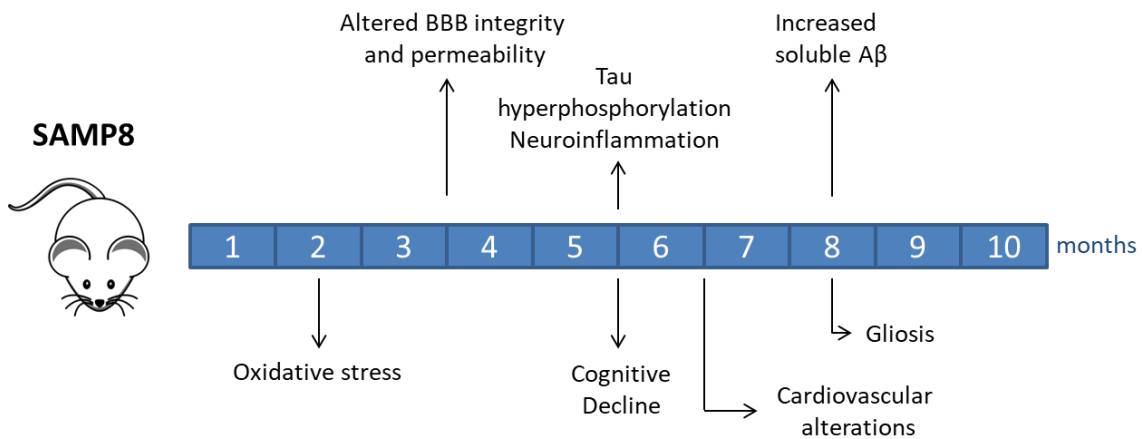 Altered BBB integrity
and permeability
Increased
soluble Aβ
Tau
hyperphosphorylation
Neuroinflammation
SAMP8
1 2 3 4 5 6 7 8 9 10 months
Oxidative stress
Cognitive
Decline
Gliosis
Cardiovascular
alterations